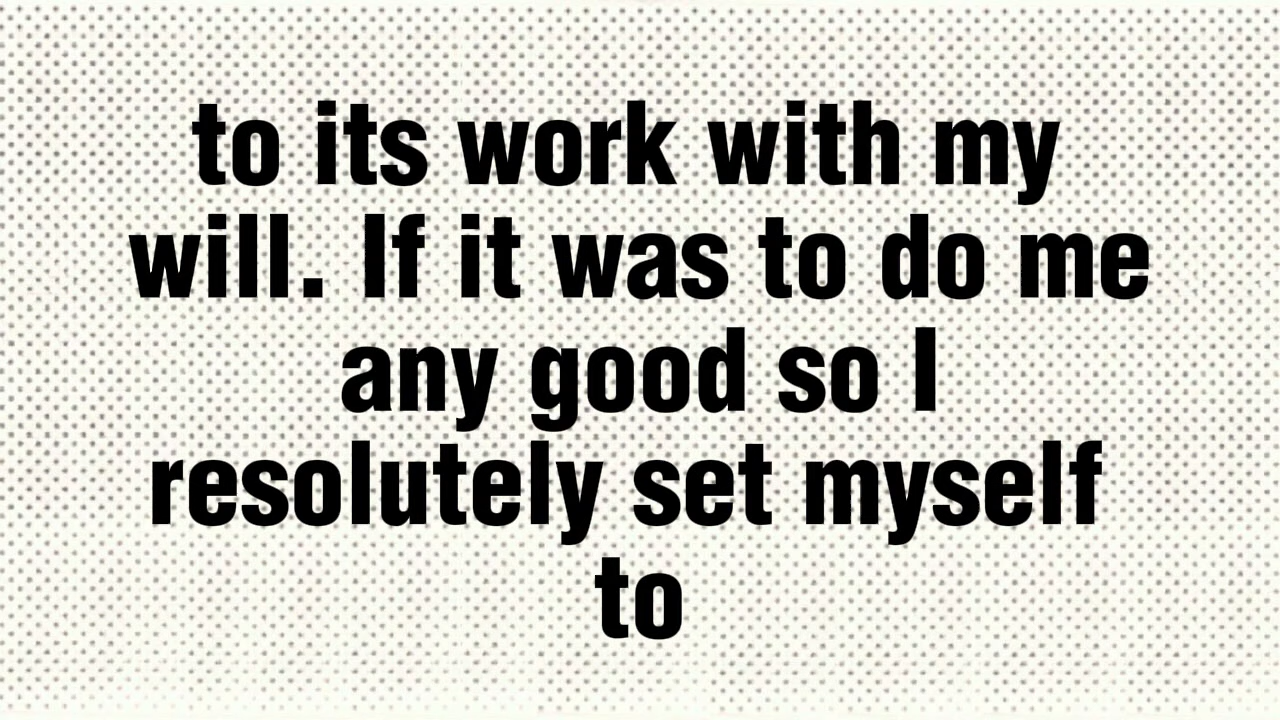 to its work with my
will. If it was to do me
any good so I
resolutely set myself
to